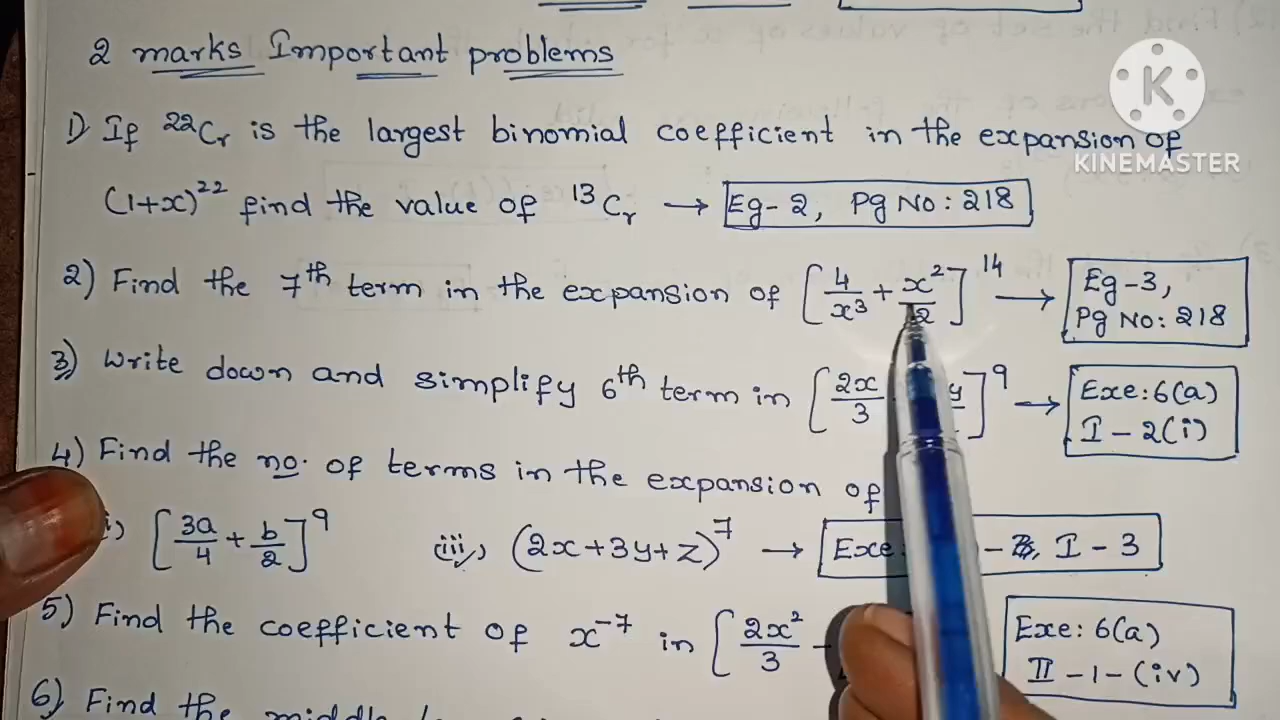 2 marks Important problems
K
KINEMASTER
1) If ²²Cᵣ is the largest binomial coefficient in the expansion of
(1+x)²² find the value of ¹³Cᵣ → Eg-2, Pg No: 218
2) Find the 7th term in the expansion of [4/x³ + x²/2]¹⁴ → Eg-3, Pg No: 218
3) Write down and simplify 6th term in [2x/3 y/]⁹ → Exe: 6(a) I - 2(i)
4) Find the no. of terms in the expansion of
i) [3a/4 + b/2]⁹ (iii) (2x+3y+z)⁷ → Exe: I - 3
5) Find the coefficient of x⁻⁷ in [2x²/3 - Exe: 6(a) II - 1 - (iv)
6) Find the middle